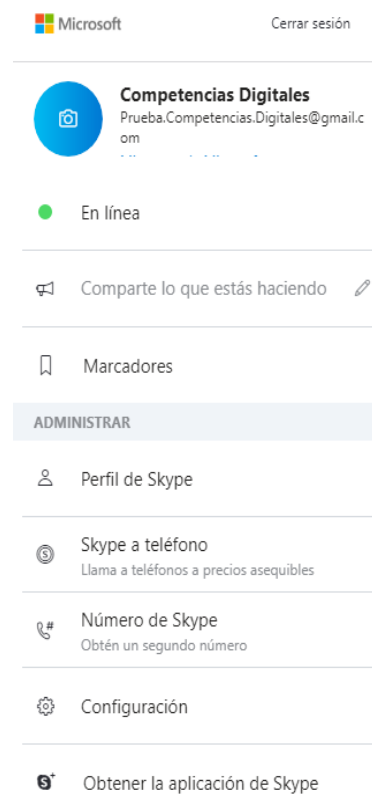 Microsoft
Cerrar sesión
Competencias Digitales
Prueba.Competencias.Digitales@gmail.c
om
En línea
Comparte lo que estás haciendo
Marcadores
ADMINISTRAR
Perfil de Skype
Skype a teléfono
Llama a teléfonos a precios asequibles
Número de Skype
Obtén un segundo número
Configuración
Obtener la aplicación de Skype